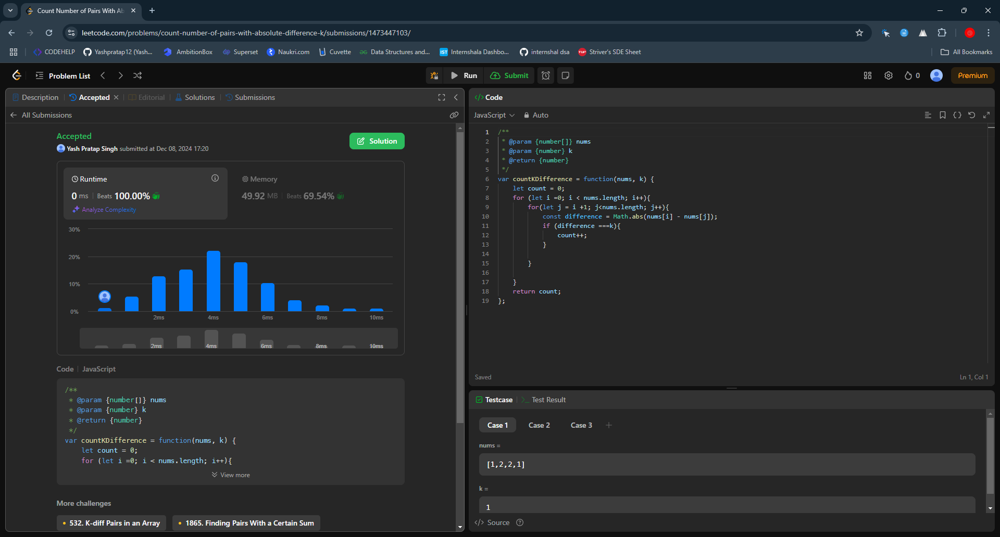 Count Number of Pairs With Ab
leetcode.com/problems/count-number-of-pairs-with-absolute-difference-k/submissions/1473447103/
CODEHELP Yashpratap12 (Yash... AmbitionBox Superset Naukri.com Cuvette Data Structures and... IST Internshala Dashbo... internshal dsa TUF Striver's SDE Sheet All Bookmarks
Problem List Run Submit 0 Premium
Description Accepted Editorial Solutions Submissions
All Submissions
Accepted
Yash Pratap Singh submitted at Dec 08, 2024 17:20
Solution
Runtime
0 ms Beats 100.00%
Analyze Complexity
Memory
49.92 MB Beats 69.54%
30%
20%
10%
0%
2ms 4ms 6ms 8ms 10ms
2ms 4ms 6ms 8ms 10ms
Code JavaScript
/**
 * @param {number[]} nums
 * @param {number} k
 * @return {number}
 */
var countKDifference = function(nums, k) {
    let count = 0;
    for (let i =0; i < nums.length; i++){
View more
More challenges
532. K-diff Pairs in an Array 1865. Finding Pairs With a Certain Sum
</> Code
JavaScript Auto
1 /**
2  * @param {number[]} nums
3  * @param {number} k
4  * @return {number}
5  */
6 var countKDifference = function(nums, k) {
7     let count = 0;
8     for (let i =0; i < nums.length; i++){
9         for(let j = i +1; j<nums.length; j++){
10             const difference = Math.abs(nums[i] - nums[j]);
11             if (difference ===k){
12                 count++;
13             }
14
15         }
16
17     }
18     return count;
19 };
Saved Ln 1, Col 1
Testcase >_ Test Result
Case 1 Case 2 Case 3 +
nums =
[1,2,2,1]
k =
1
</> Source ?